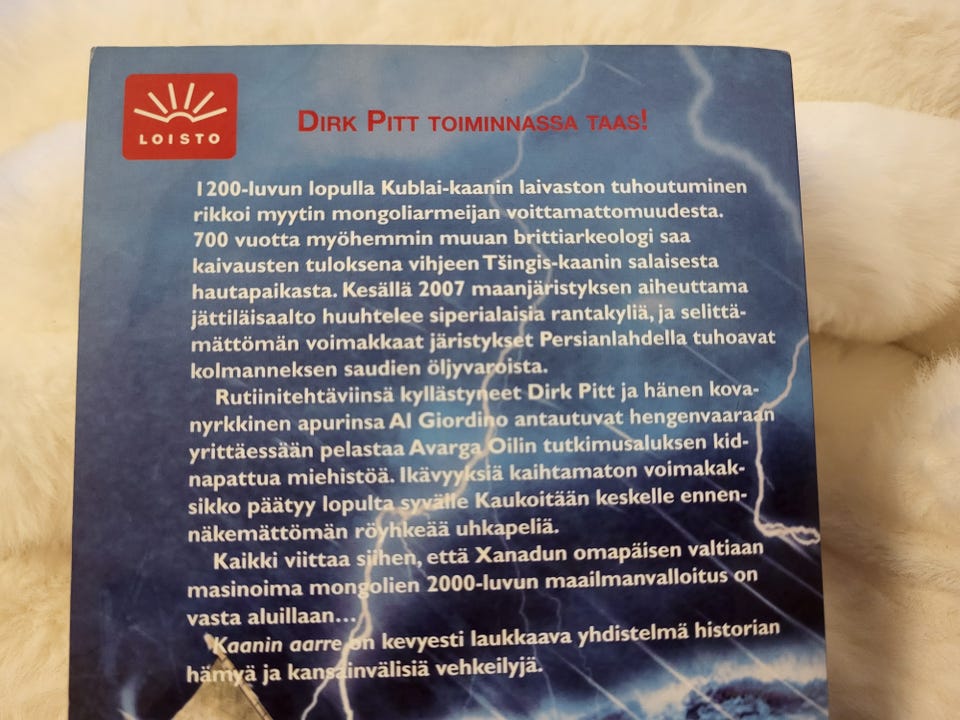 LOISTO
DIRK PITT TOIMINNASSA TAAS!
1200-luvun lopulla Kublai-kaanin laivaston tuhoutuminen
rikkoi myytin mongoliarmeijan voittamattomuudesta.
700 vuotta myöhemmin muuan brittiarkeologi saa
kaivausten tuloksena vihjeen Tšingis-kaanin salaisesta
hautapaikasta. Kesällä 2007 maanjäristyksen aiheuttama
jättiläisaalto huuhtelee siperialaisia rantakyliä, ja selittä-
mättömän voimakkaat järistykset Persianlahdella tuhoavat
kolmanneksen saudien öljyvaroista.
Rutiinitehtäviinsä kyllästyneet Dirk Pitt ja hänen kova-
nyrkkinen apurinsa Al Giordino antautuvat hengenvaaraan
yrittäessään pelastaa Avarga Oilin tutkimusaluksen kid-
napattua miehistöä. Ikävyyksiä kaihtamaton voimakak-
sikko päätyy lopulta syvälle Kaukoitään keskelle ennen-
näkemättömän röyhkeää uhkapeliä.
Kaikki viittaa siihen, että Xanadun omapäisen valtiaan
masinoima mongolien 2000-luvun maailmanvalloitus on
vasta aluillaan...
Kaanin aarre on kevyesti laukkaava yhdistelmä historian
hämyä ja kansainvälisiä vehkeilyjä.